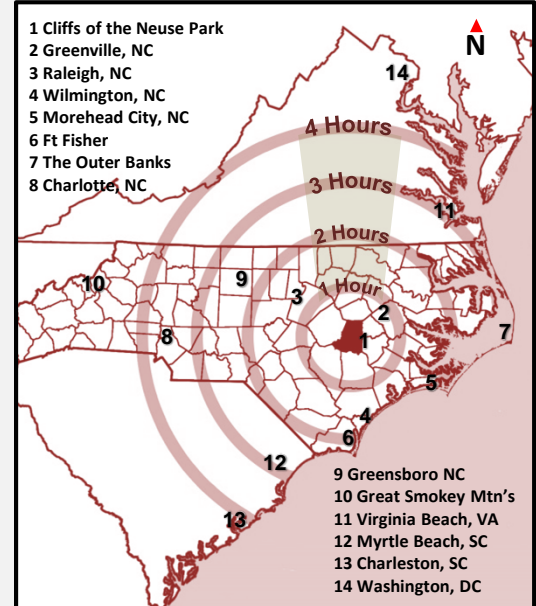 1 Cliffs of the Neuse Park
2 Greenville, NC
3 Raleigh, NC
4 Wilmington, NC
5 Morehead City, NC
6 Ft Fisher
7 The Outer Banks
8 Charlotte, NC
N
14
4 Hours
3 Hours
11
2 Hours
9
10
3
1 Hour
2
8
1
7
5
4
6
12
13
9 Greensboro NC
10 Great Smokey Mtn's
11 Virginia Beach, VA
12 Myrtle Beach, SC
13 Charleston, SC
14 Washington, DC